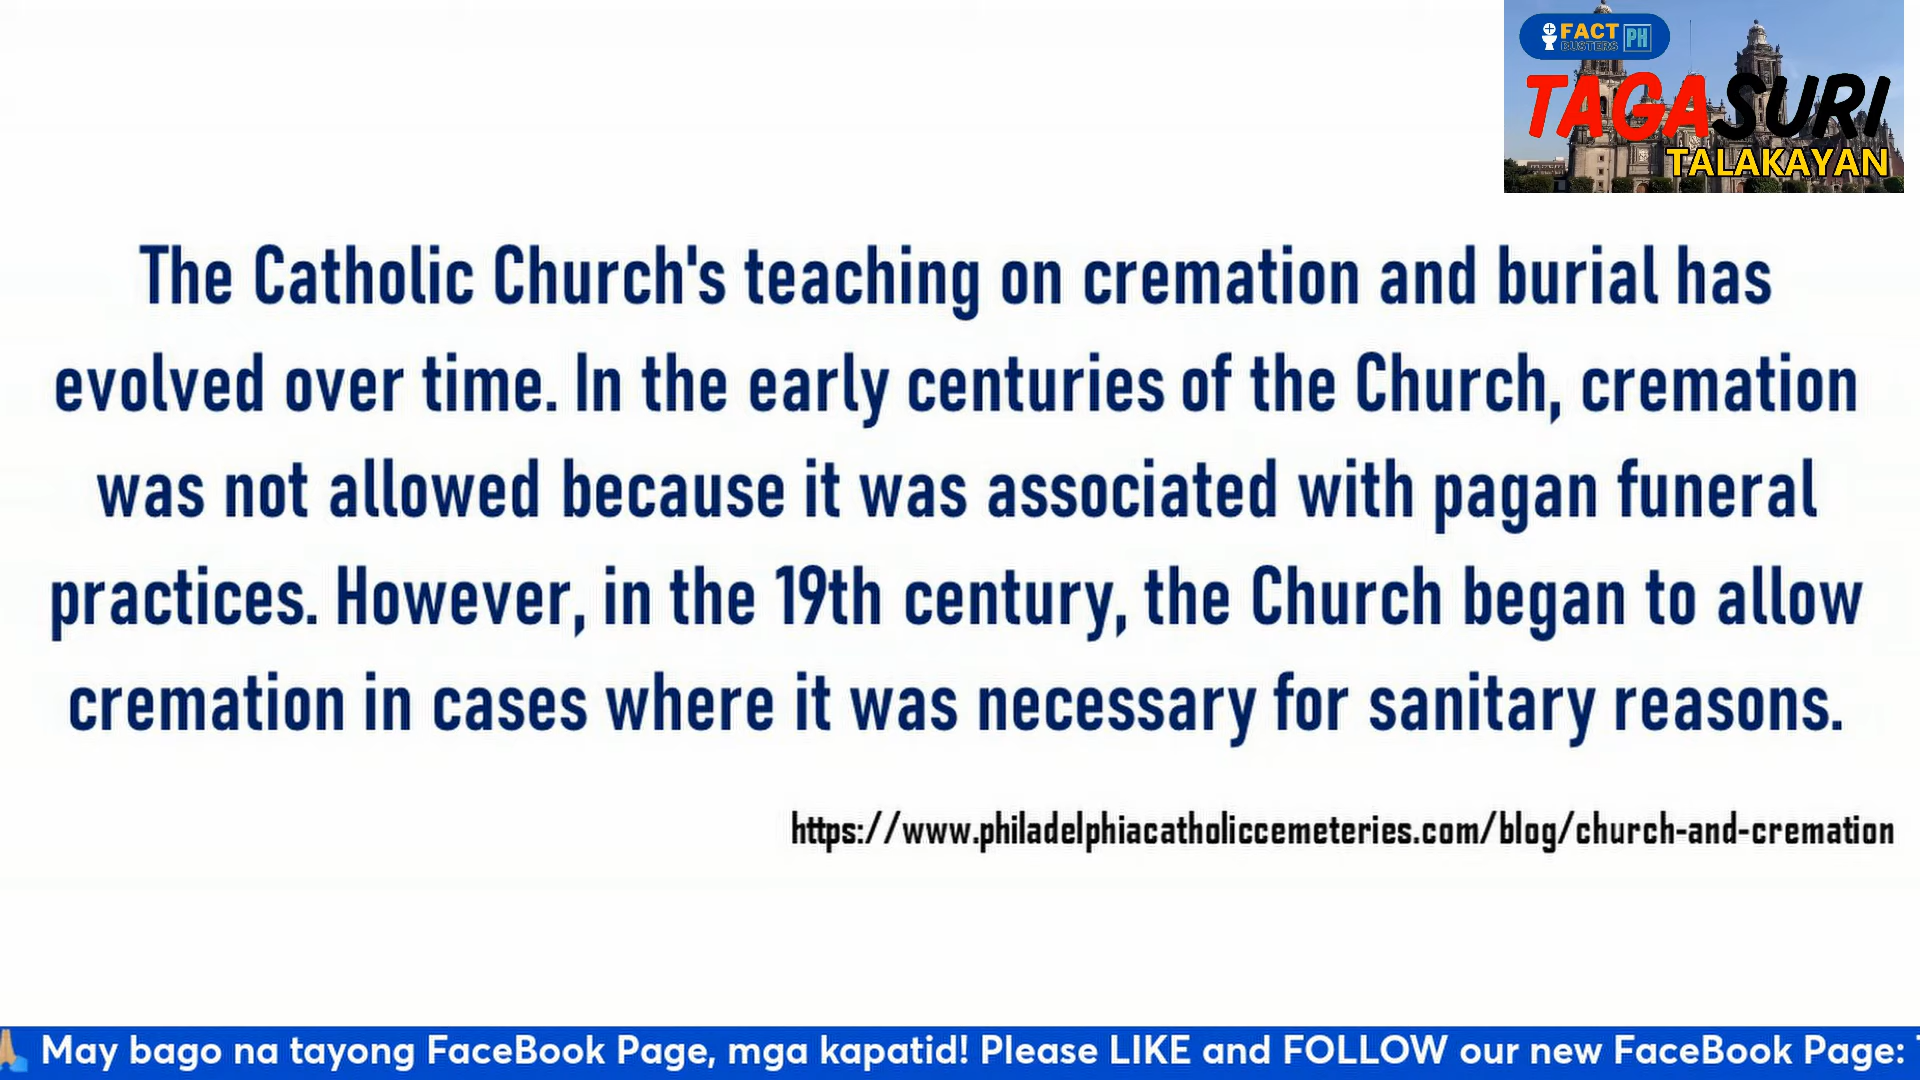 FACT
BUSTERS
PH
TAGASURI
TALAKAYAN
The Catholic Church's teaching on cremation and burial has
evolved over time. In the early centuries of the Church, cremation
was not allowed because it was associated with pagan funeral
practices. However, in the 19th century, the Church began to allow
cremation in cases where it was necessary for sanitary reasons.
https://www.philadelphiacatholiccemeteries.com/blog/church-and-cremation
May bago na tayong FaceBook Page, mga kapatid! Please LIKE and FOLLOW our new FaceBook Page: